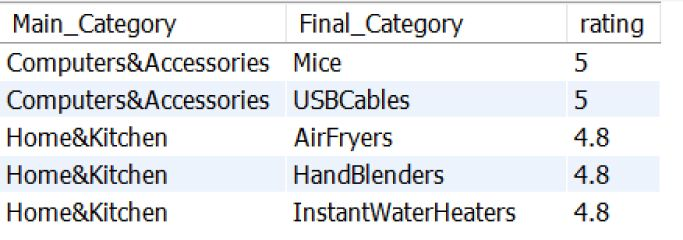 Main_Category Final_Category rating
Computers&Accessories Mice 5
Computers&Accessories USBCables 5
Home&Kitchen AirFryers 4.8
Home&Kitchen HandBlenders 4.8
Home&Kitchen InstantWaterHeaters 4.8